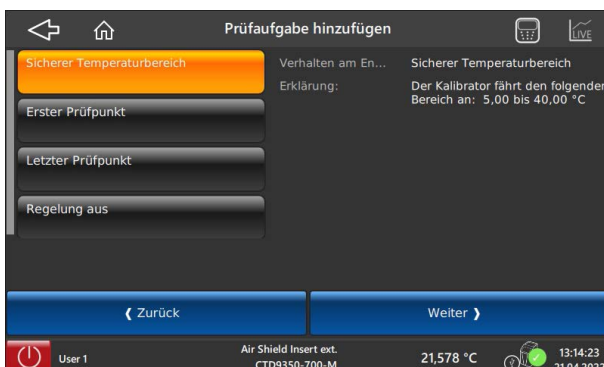 Prüfaufgabe hinzufügen
LIVE
Sicherer Temperaturbereich
Verhalten am En...
Sicherer Temperaturbereich
Erklärung:
Der Kalibrator fährt den folgenden
Bereich an: 5,00 bis 40,00 °C
Erster Prüfpunkt
Letzter Prüfpunkt
Regelung aus
❰ Zurück
Weiter ❱
User 1
Air Shield Insert ext.
CTD9350-700-M
21,578 °C
13:14:23